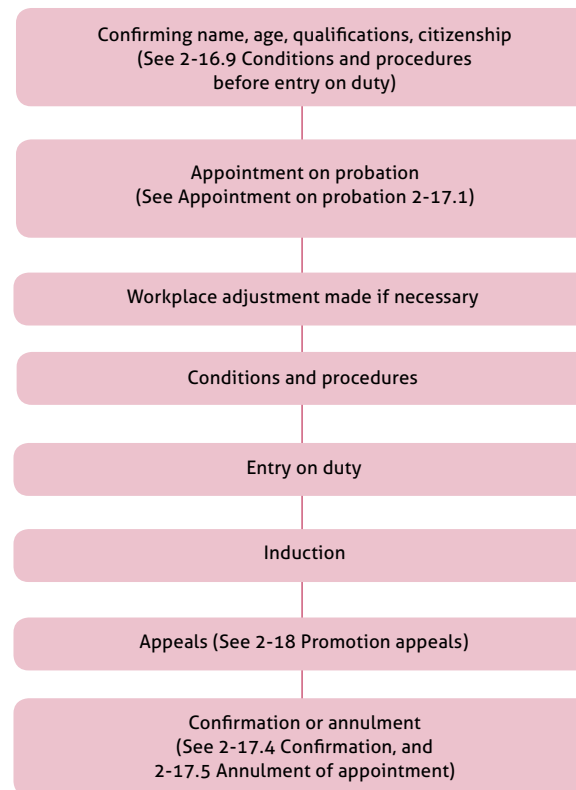 Confirming name, age, qualifications, citizenship
(See 2-16.9 Conditions and procedures
before entry on duty)
Appointment on probation
(See Appointment on probation 2-17.1)
Workplace adjustment made if necessary
Conditions and procedures
Entry on duty
Induction
Appeals (See 2-18 Promotion appeals)
Confirmation or annulment
(See 2-17.4 Confirmation, and
2-17.5 Annulment of appointment)